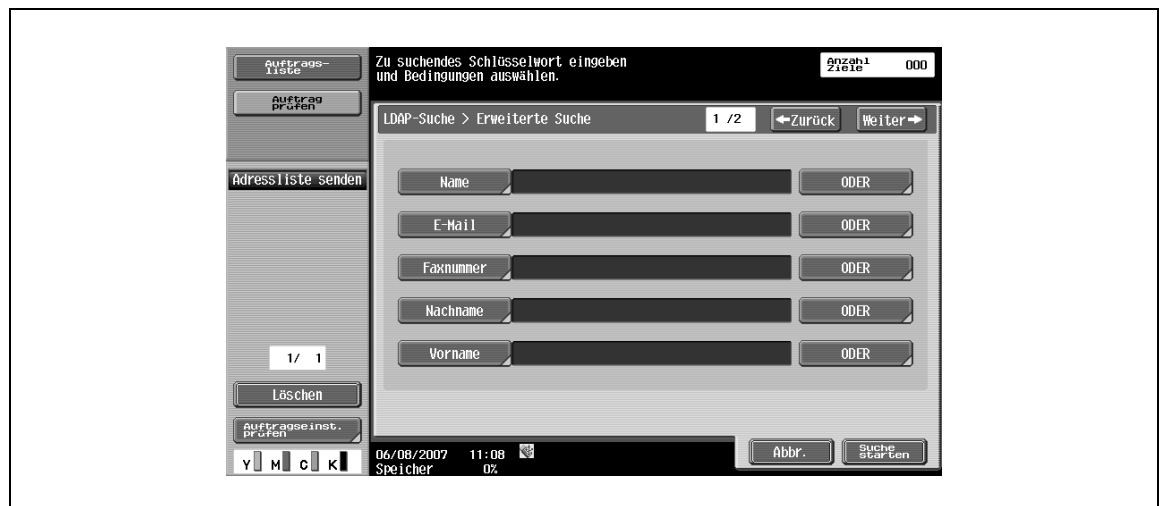 Auftrags-
liste
Auftrag
prüfen
Adressliste senden
1/ 1
Löschen
Auftragseinst.
prüfen
Y M C K
Zu suchendes Schlüsselwort eingeben
und Bedingungen auswählen.
Anzahl
Ziele 000
LDAP-Suche > Erweiterte Suche 1 /2 ←Zurück Weiter→
Name ODER
E-Mail ODER
Faxnummer ODER
Nachname ODER
Vorname ODER
06/08/2007 11:08
Speicher 0%
Abbr.
Suche
starten